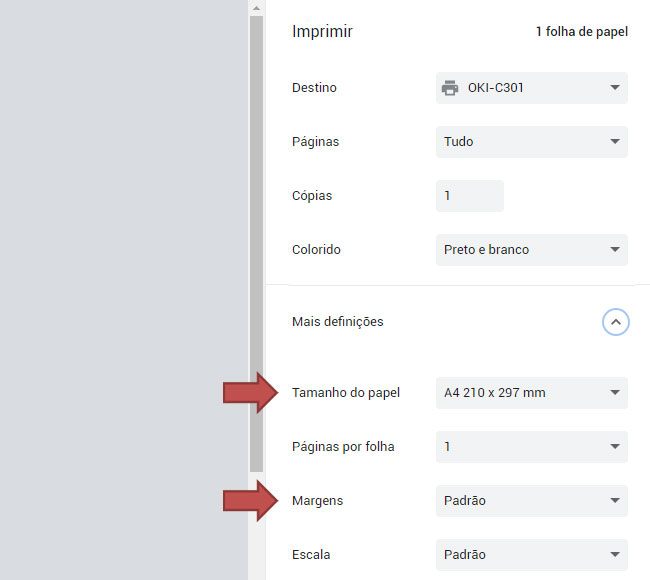 Imprimir
1 folha de papel
Destino
OKI-C301
Páginas
Tudo
Cópias
1
Colorido
Preto e branco
Mais definições
Tamanho do papel
A4 210 x 297 mm
Páginas por folha
1
Margens
Padrão
Escala
Padrão